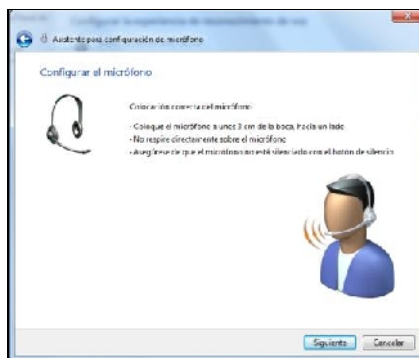 Configurar la experiencia de reconocimiento de voz
Asistente para configuración de micrófono
Configurar el micrófono
Colocación correcta del micrófono
- Coloque el micrófono a unos 3 cm de la boca, hacia un lado
- No respire directamente sobre el micrófono
- Asegúrese de que el micrófono no esté silenciado con el botón de silencio
Siguiente Cancelar